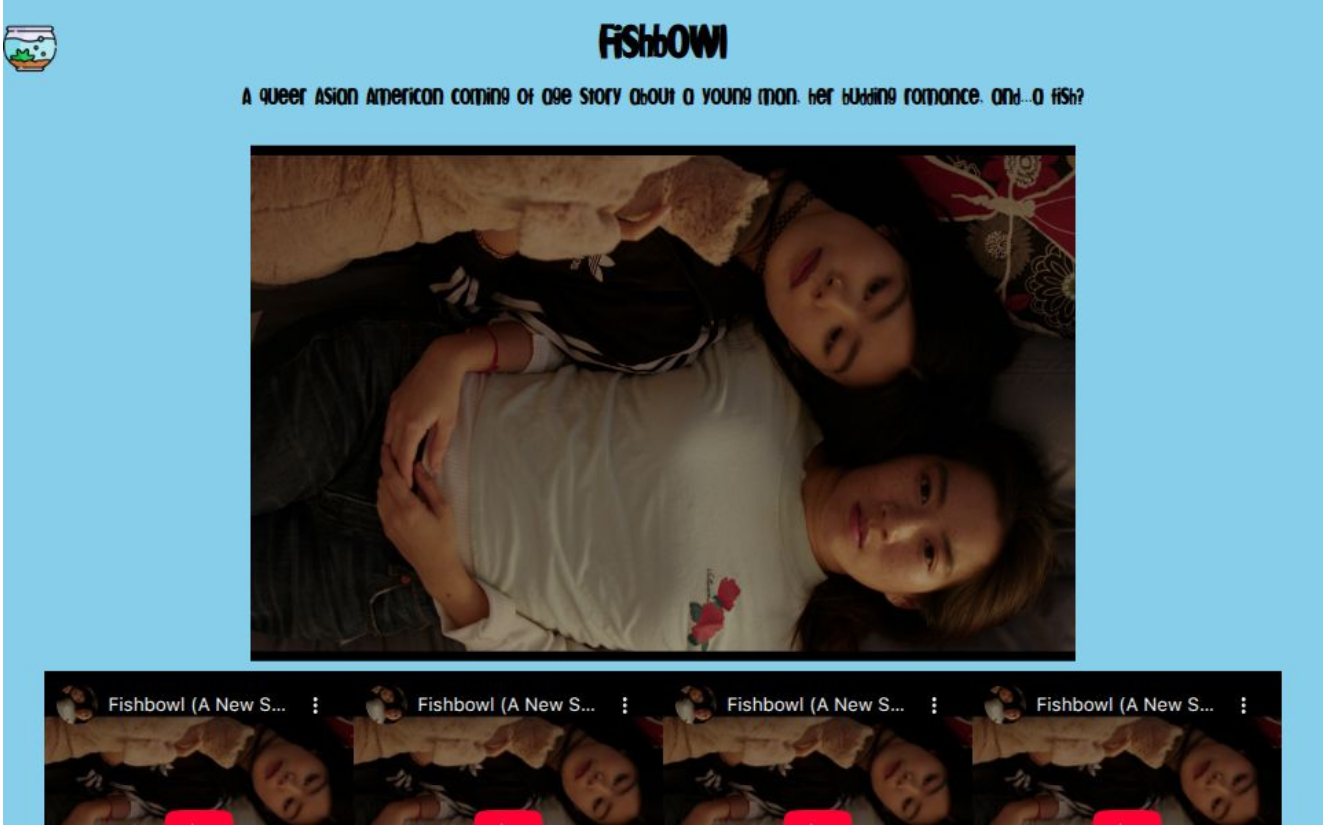 FiShbOWl
A queer ASian American coming of age Story about a young man, her budding romance, and...a fiSh?
Fishbowl (A New S...
Fishbowl (A New S...
Fishbowl (A New S...
Fishbowl (A New S...